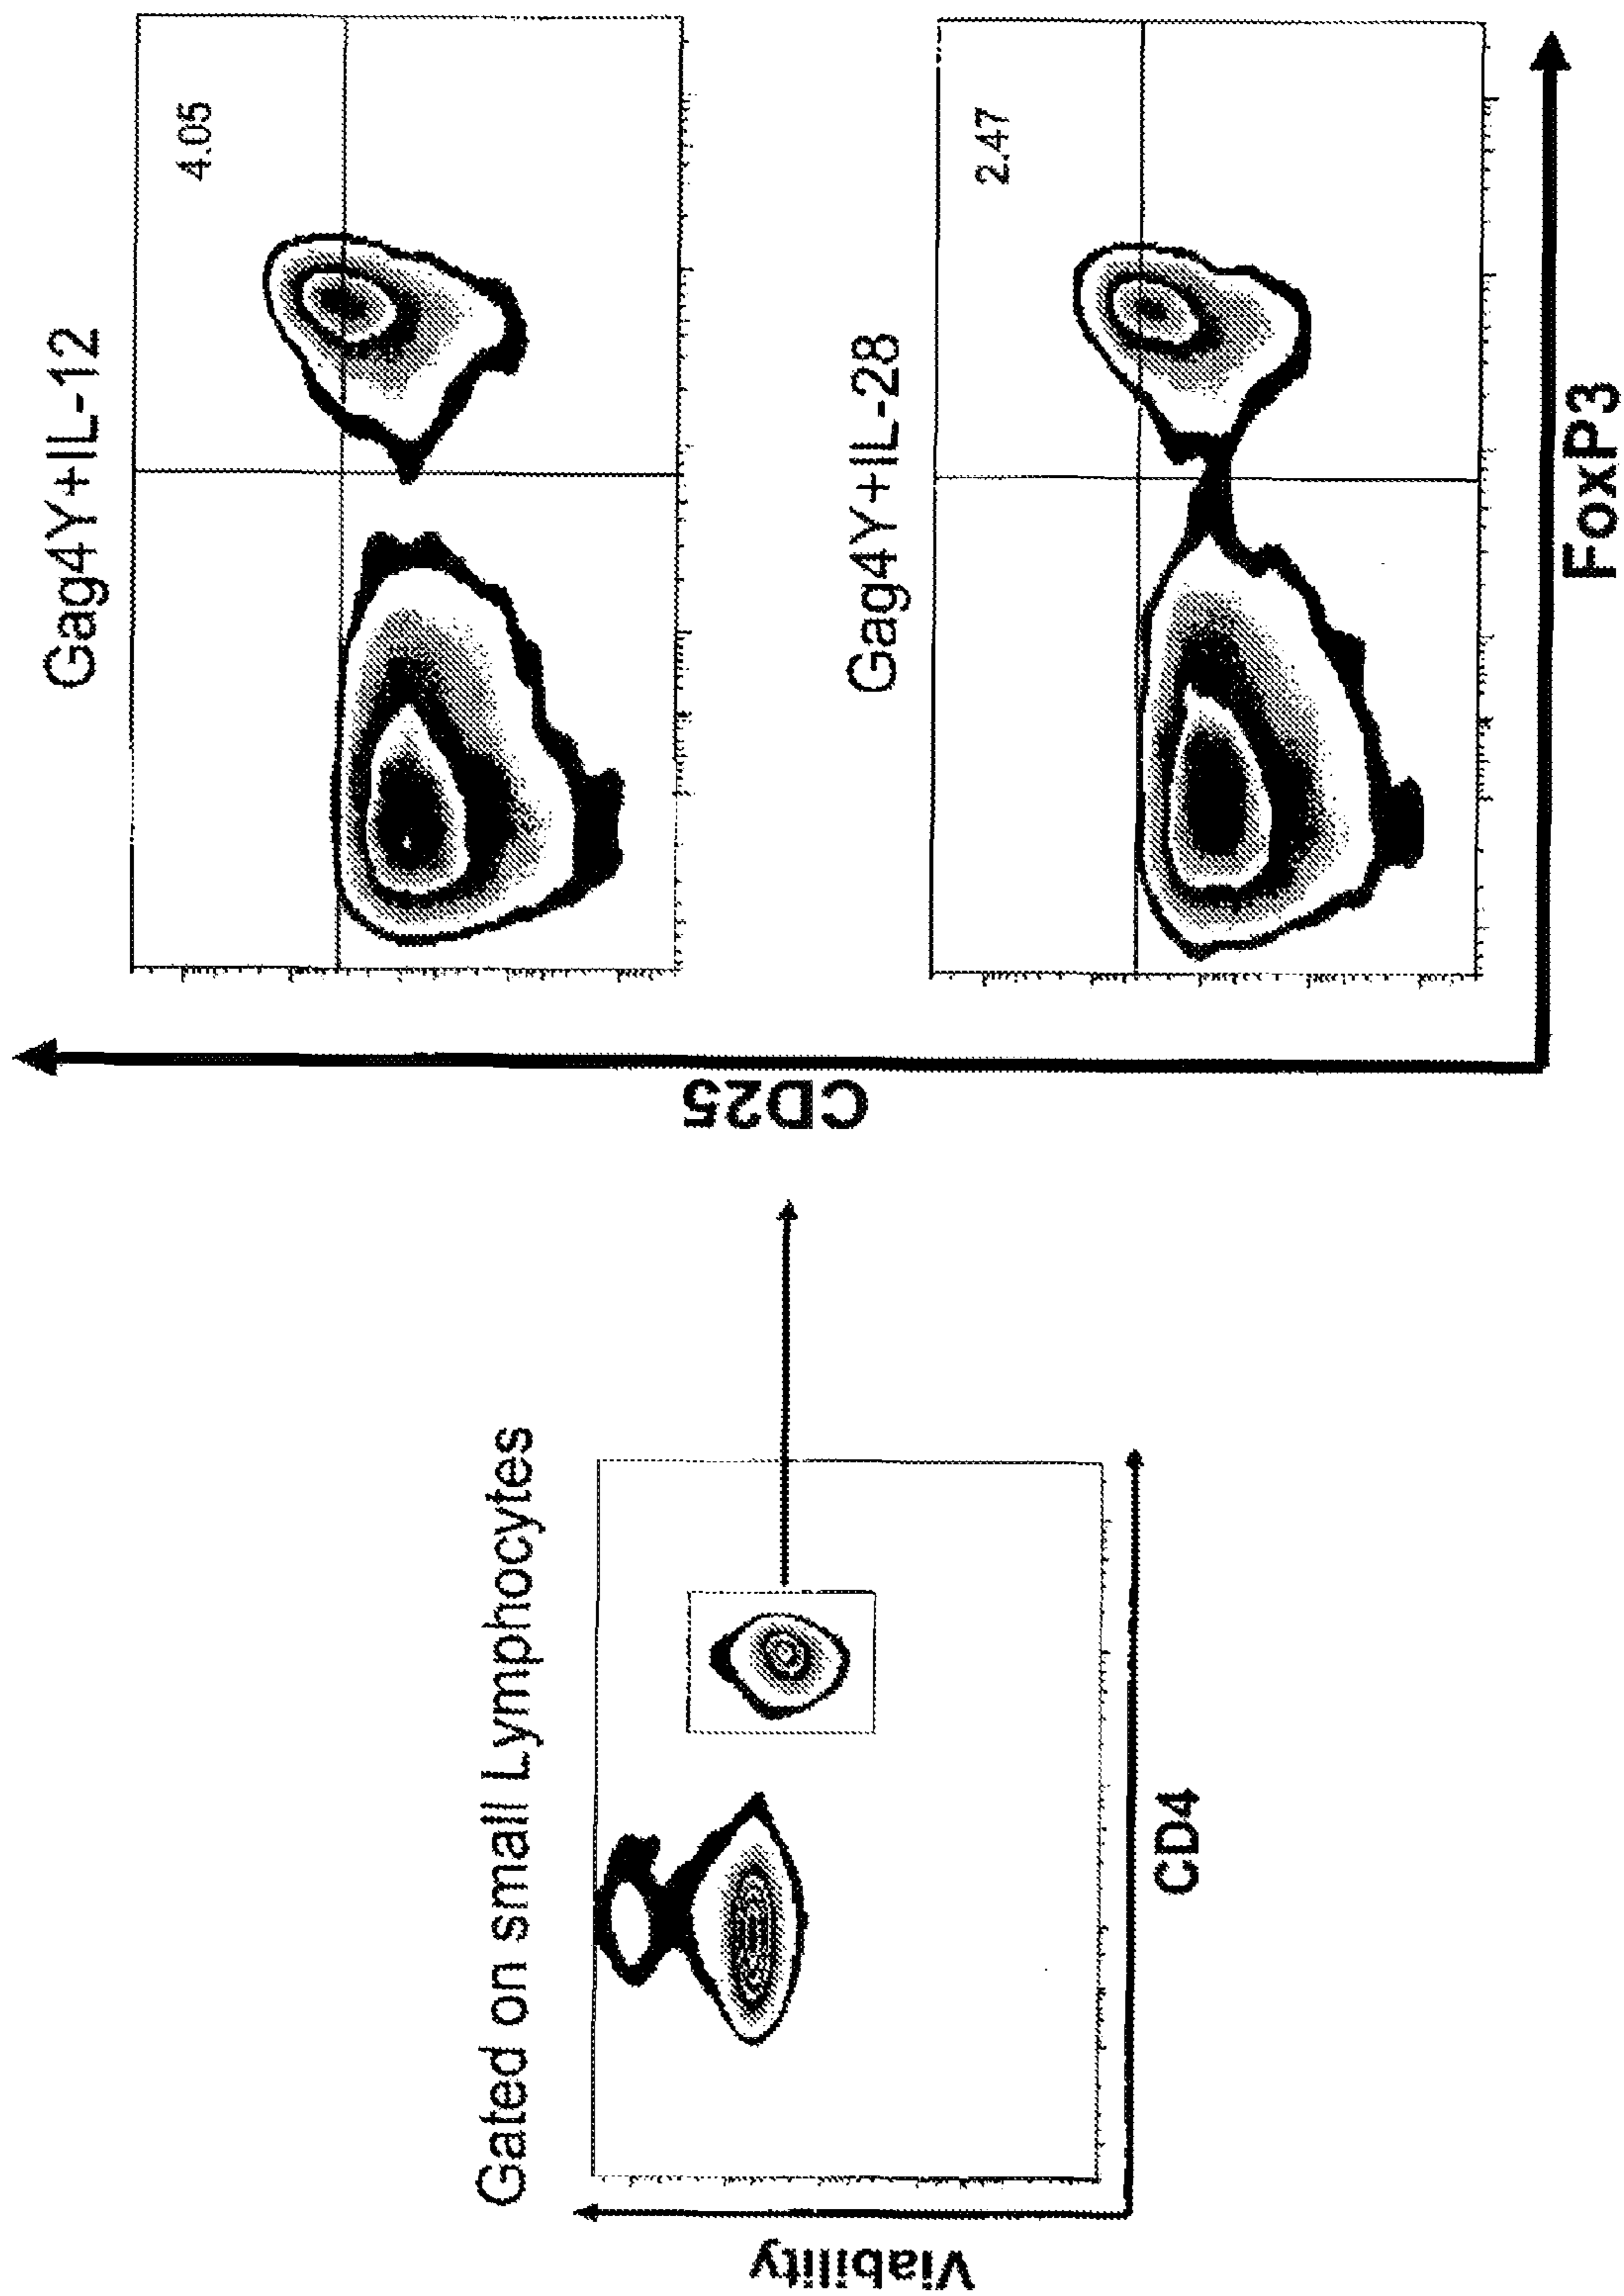 Gated on small Lymphocytes
Viability
CD4
CD25
Gag4Y+IL-12
4.05
Gag4Y+IL-28
2.47
FoxP3